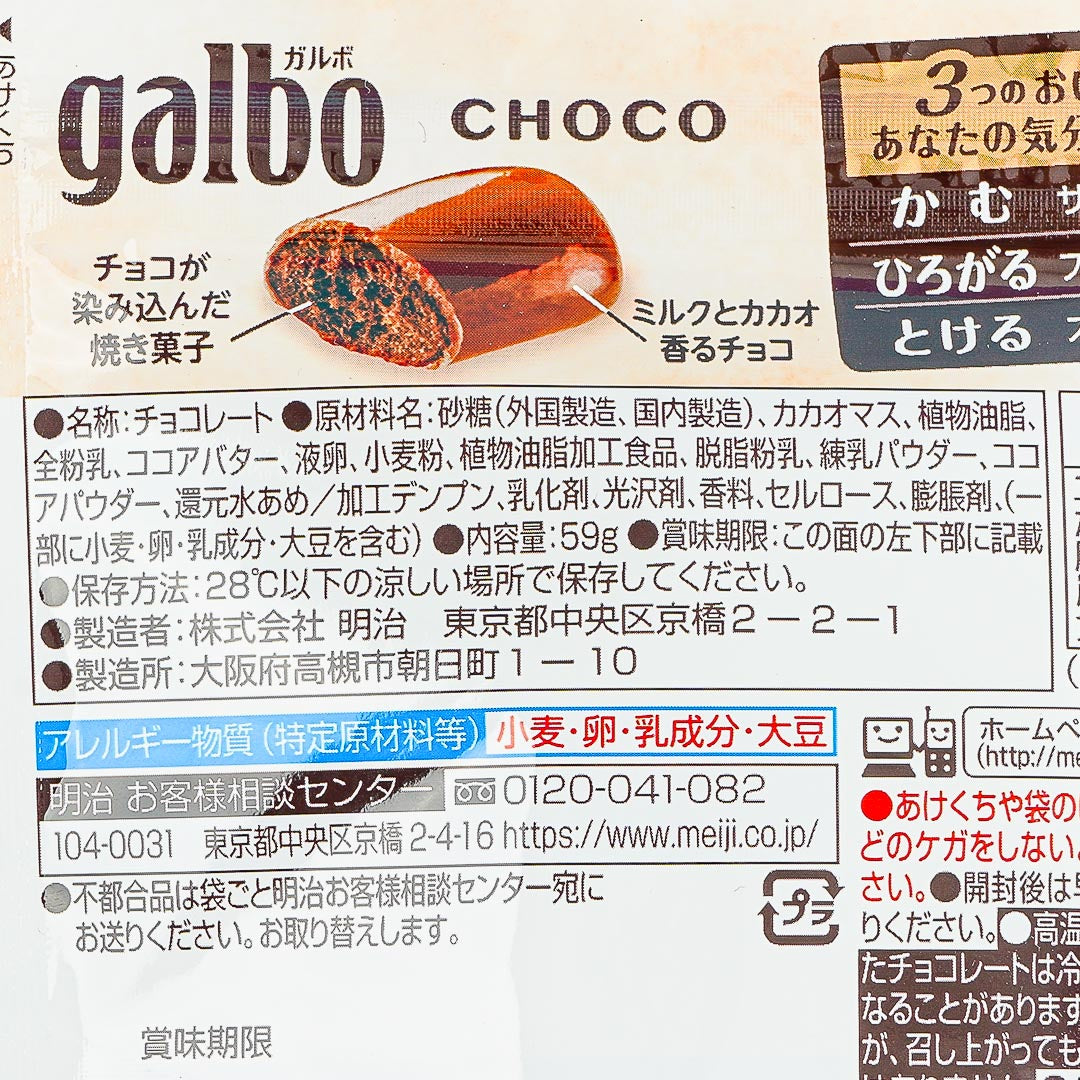 ガルボ
galbo CHOCO
チョコが
染み込んだ
焼き菓子
ミルクとカカオ
香るチョコ
3つのおい
あなたの気分
かむ
ひろがる
とける
●名称:チョコレート ●原材料名:砂糖(外国製造、国内製造)、カカオマス、植物油脂、
全粉乳、ココアバター、液卵、小麦粉、植物油脂加工食品、脱脂粉乳、練乳パウダー、ココ
アパウダー、還元水あめ/加工デンプン、乳化剤、光沢剤、香料、セルロース、膨脹剤、(一
部に小麦・卵・乳成分・大豆を含む) ●内容量:59g ●賞味期限:この面の左下部に記載
●保存方法:28℃以下の涼しい場所で保存してください。
●製造者:株式会社 明治 東京都中央区京橋2-2-1
●製造所:大阪府高槻市朝日町1-10
アレルギー物質(特定原材料等) 小麦・卵・乳成分・大豆
明治 お客様相談センター 0120-041-082
104-0031 東京都中央区京橋2-4-16 https://www.meiji.co.jp/
●不都合品は袋ごと明治お客様相談センター宛に
お送りください。お取り替えします。
プラ
賞味期限
ホームペ
(http://me
●あけくちや袋の
どのケガをしない
さい。●開封後は
りください。●高温
たチョコレートは冷
なることがあります
が、召し上がっても